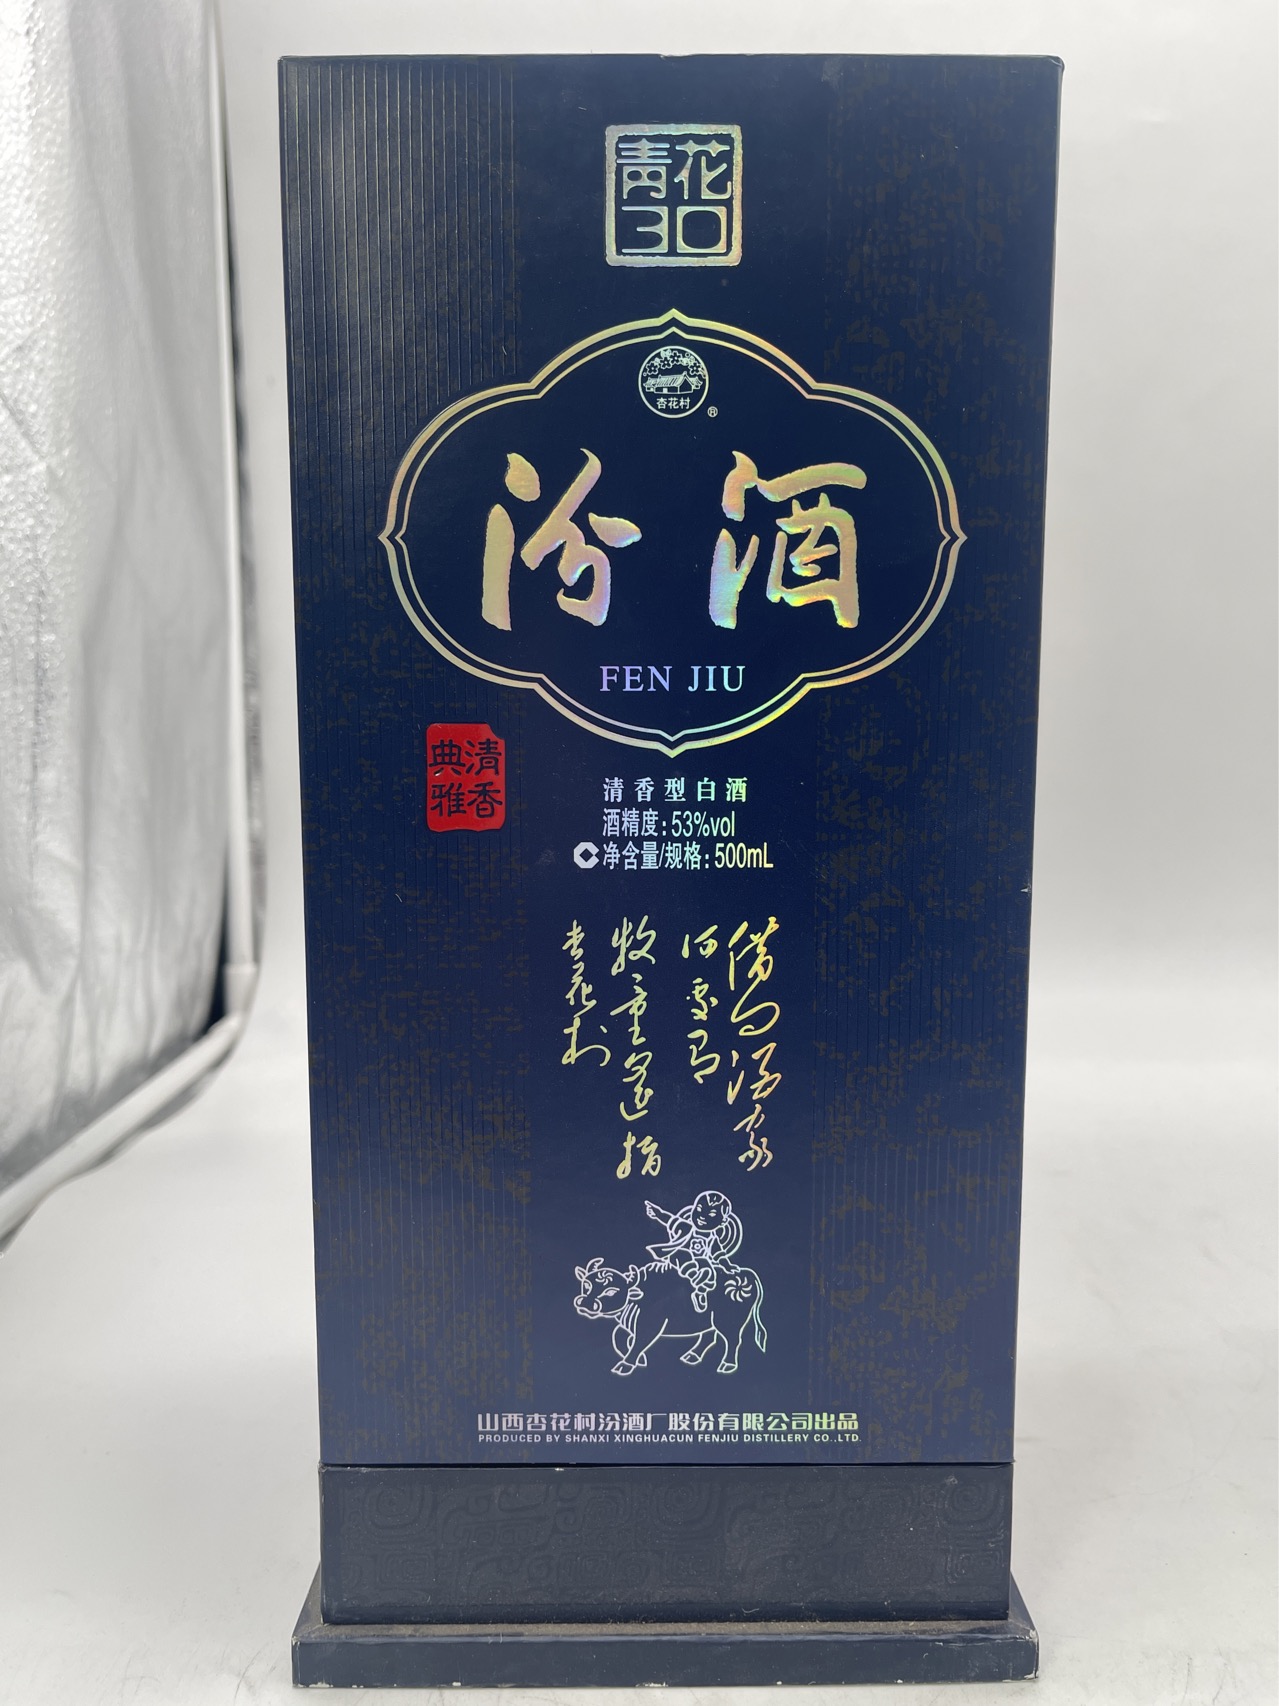 青花
30
杏花村
®
汾酒
FEN JIU
清香
典雅
清香型白酒
酒精度:53%vol
净含量/规格:500mL
借问酒家
何处有
牧童遥指
杏花村
山西杏花村汾酒厂股份有限公司出品
PRODUCED BY SHANXI XINGHUACUN FENJIU DISTILLERY CO.,LTD.